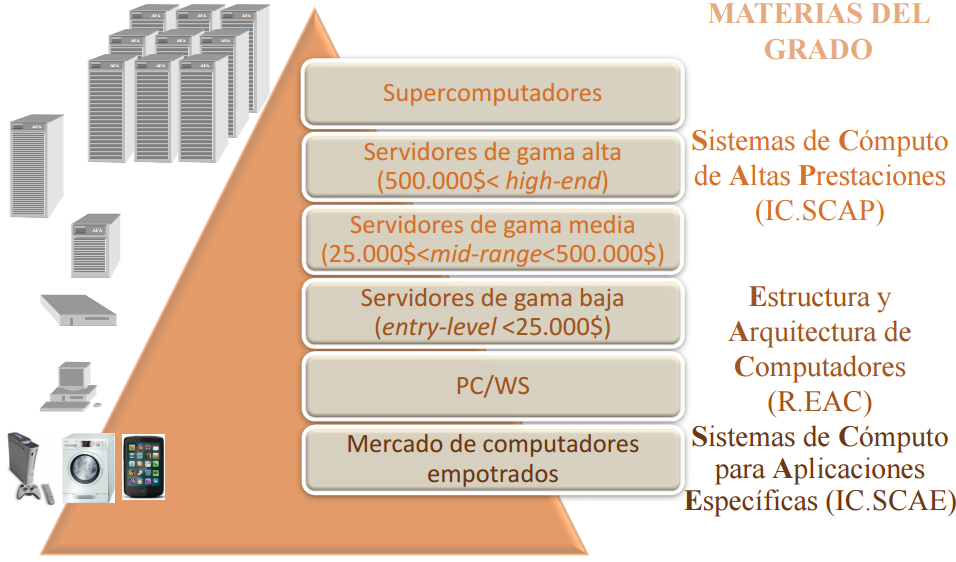 MATERIAS DEL
GRADO
Supercomputadores
Servidores de gama alta
(500.000$< high-end)
Servidores de gama media
(25.000$<mid-range<500.000$)
Servidores de gama baja
(entry-level <25.000$)
PC/WS
Mercado de computadores
empotrados
Sistemas de Cómputo
de Altas Prestaciones
(IC.SCAP)
Estructura y
Arquitectura de
Computadores
(R.EAC)
Sistemas de Cómputo
para Aplicaciones
Específicas (IC.SCAE)